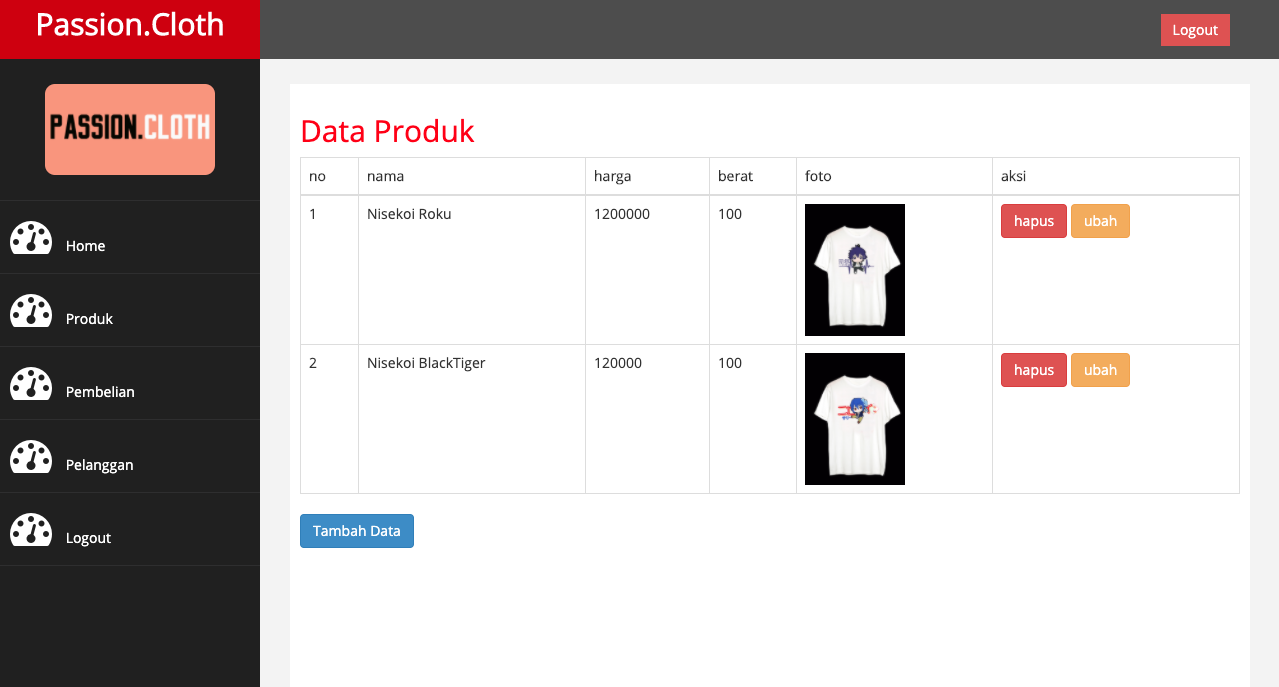 Passion.Cloth
Logout
PASSION.CLOTH
Home
Produk
Pembelian
Pelanggan
Logout
Data Produk
no nama harga berat foto aksi
1 Nisekoi Roku 1200000 100 hapus ubah
2 Nisekoi BlackTiger 120000 100 hapus ubah
Tambah Data